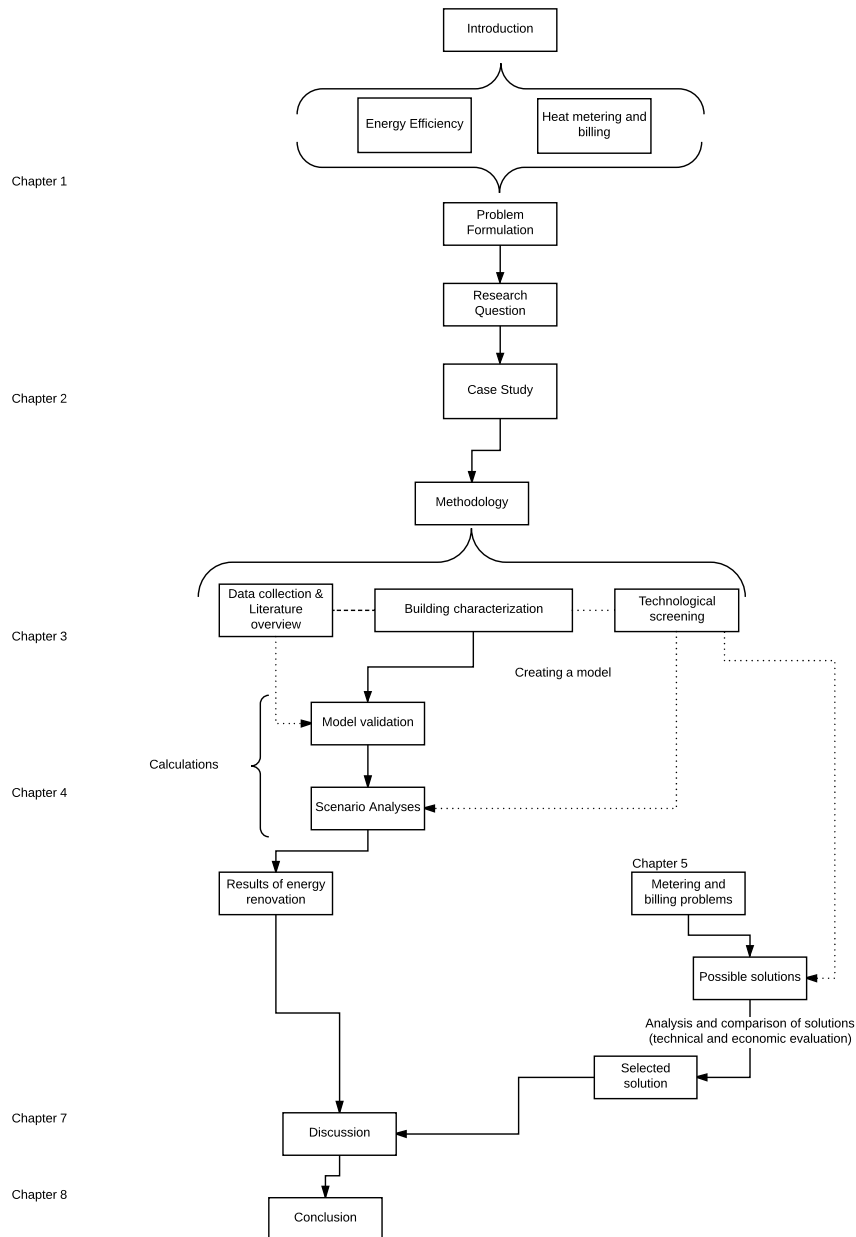 Introduction
Energy Efficiency
Heat metering and
billing
Chapter 1
Problem
Formulation
Research
Question
Chapter 2
Case Study
Methodology
Data collection &
Literature
overview
Building characterization
Technological
screening
Chapter 3
Creating a model
Model validation
Calculations
Chapter 4
Scenario Analyses
Results of energy
renovation
Chapter 5
Metering and
billing problems
Possible solutions
Analysis and comparison of solutions
(technical and economic evaluation)
Selected
solution
Chapter 7
Discussion
Chapter 8
Conclusion